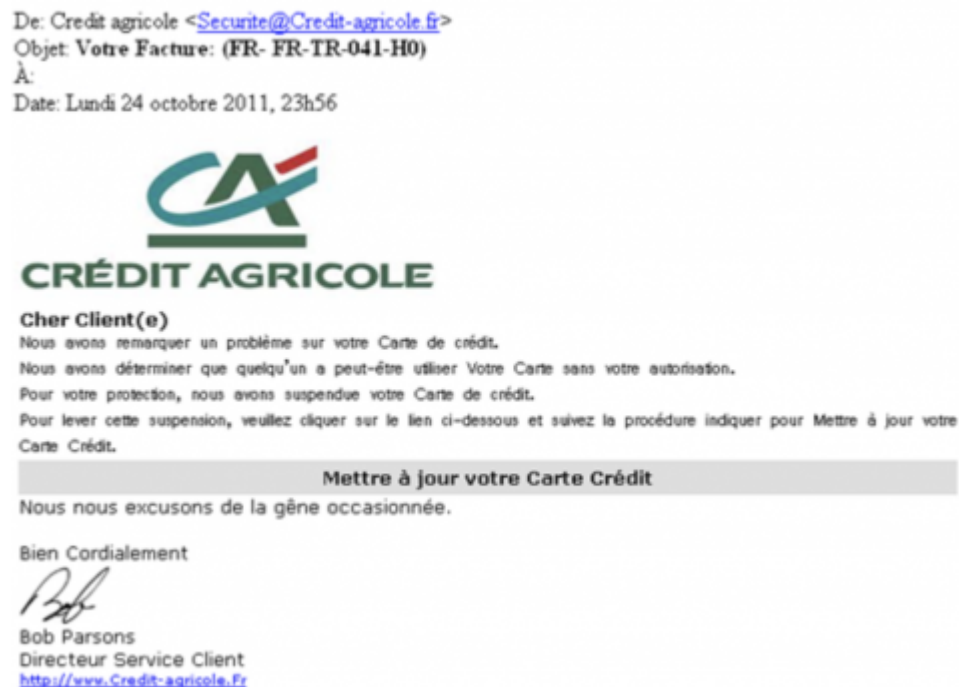 De: Credit agricole <Securite@Credit-agricole.fr>
Objet: Votre Facture: (FR- FR-TR-041-H0)
À:
Date: Lundi 24 octobre 2011, 23h56
CA
CRÉDIT AGRICOLE
Cher Client(e)
Nous avons remarquer un problème sur votre Carte de crédit.
Nous avons déterminer que quelqu'un a peut-être utiliser Votre Carte sans votre autorisation.
Pour votre protection, nous avons suspendue votre Carte de crédit.
Pour lever cette suspension, veuillez cliquer sur le lien ci-dessous et suivez la procédure indiquer pour Mettre à jour votre
Carte Crédit.
Mettre à jour votre Carte Crédit
Nous nous excusons de la gêne occasionnée.
Bien Cordialement
Bob
Bob Parsons
Directeur Service Client
http://www.Credit-agricole.Fr